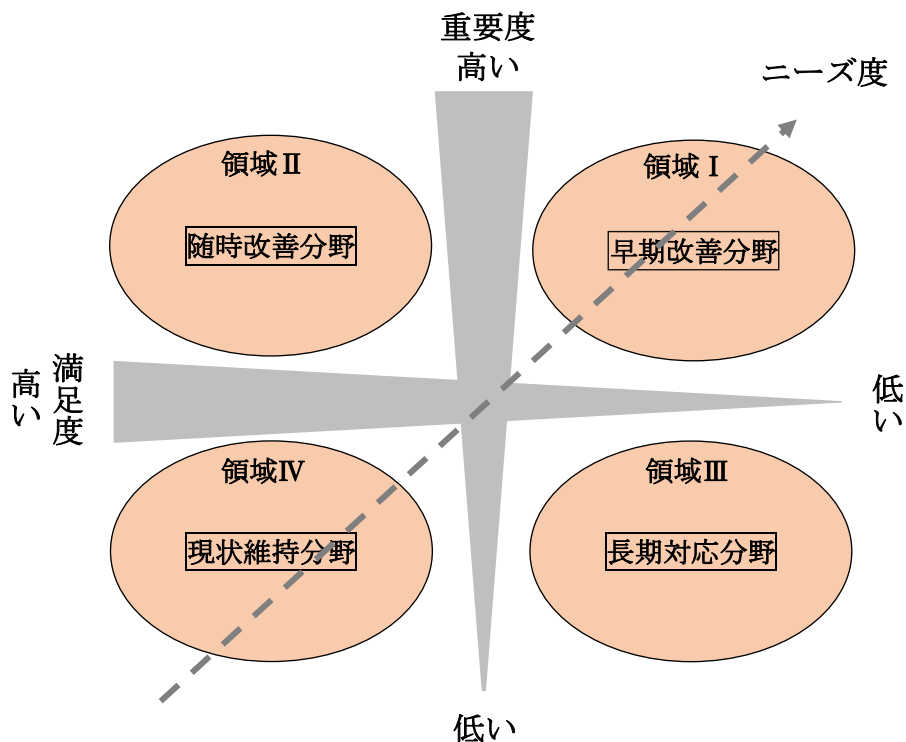 重要度
高い
ニーズ度
領域Ⅱ
随時改善分野
領域Ⅰ
早期改善分野
高い
満足度
低い
領域Ⅳ
現状維持分野
領域Ⅲ
長期対応分野
低い